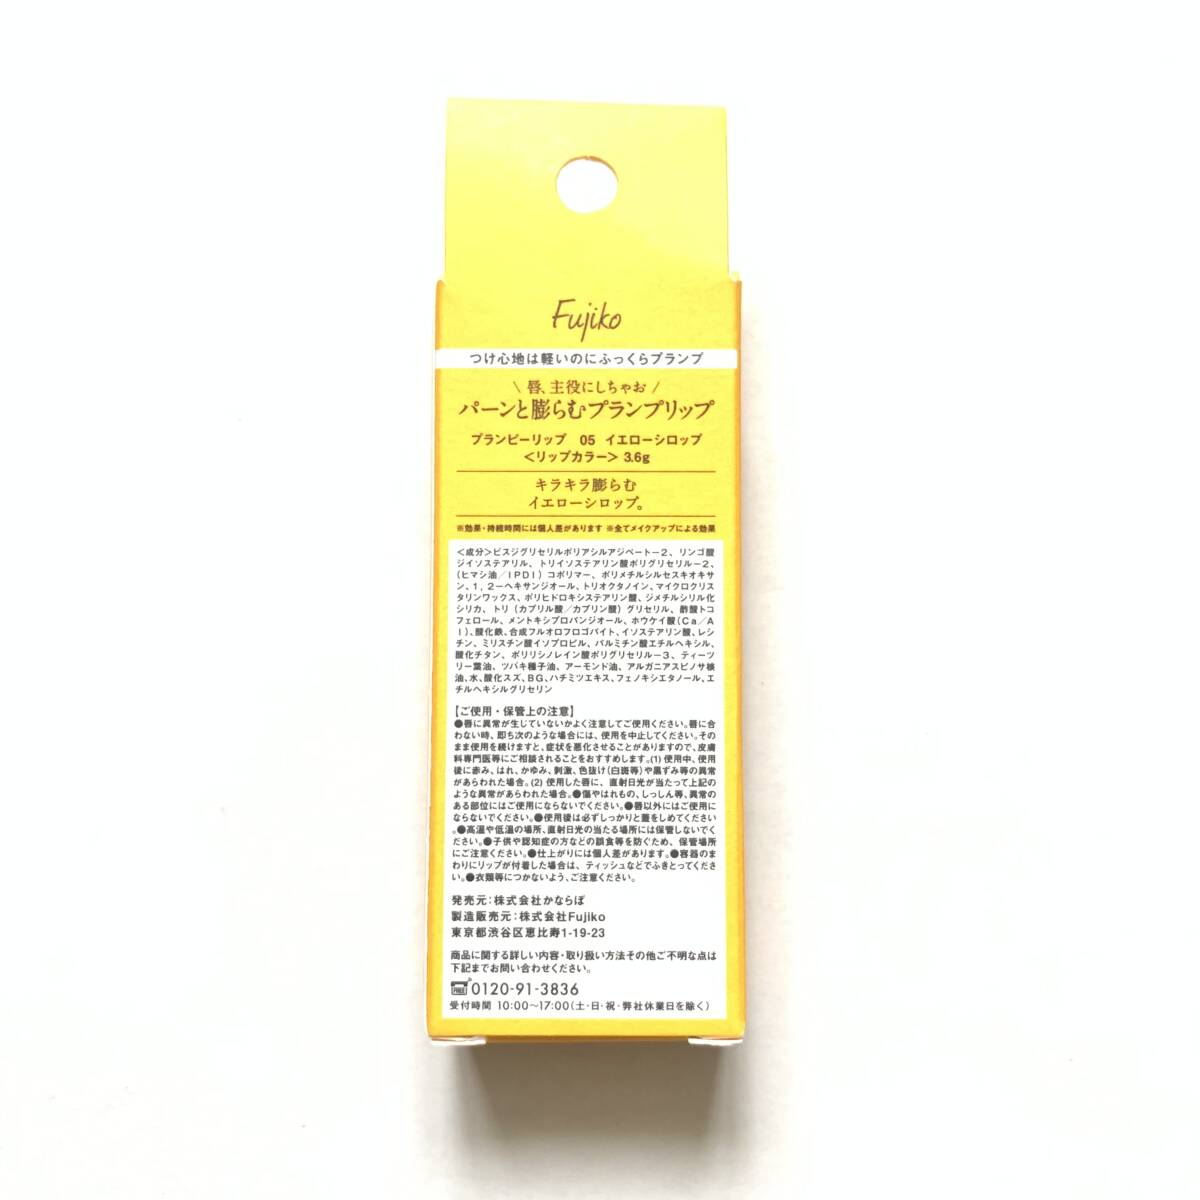 Fujiko
つけ心地は軽いのにふっくらプランプ
\ 唇、主役にしちゃお /
パーンと膨らむプランプリップ
プランピーリップ 05 イエローシロップ
＜リップカラー＞ 3.6g
キラキラ膨らむ
イエローシロップ。
※効果・持続時間には個人差があります ※全てメイクアップによる効果
＜成分＞ビスジグリセリルポリアシルアジペート－2、リンゴ酸
ジイソステアリル、トリイソステアリン酸ポリグリセリル－2、
（ヒマシ油／ＩＰＤＩ）コポリマー、ポリメチルシルセスキオキサ
ン、1，2－ヘキサンジオール、トリオクタノイン、マイクロクリス
タリンワックス、ポリヒドロキシステアリン酸、ジメチルシリル化
シリカ、トリ（カプリル酸／カプリン酸）グリセリル、酢酸トコ
フェロール、メントキシプロパンジオール、ホウケイ酸（Ｃａ／Ａ
ｌ）、酸化鉄、合成フルオロフロゴパイト、イソステアリン酸、レシ
チン、ミリスチン酸イソプロピル、パルミチン酸エチルヘキシル、
酸化チタン、ポリリシノレイン酸ポリグリセリル－3、ティーツ
リー葉油、ツバキ種子油、アーモンド油、アルガニアスピノサ核
油、水、酸化スズ、ＢＧ、ハチミツエキス、フェノキシエタノール、エ
チルヘキシルグリセリン
【ご使用・保管上の注意】
●唇に異常が生じていないかよく注意してご使用ください。唇に合
わない時、即ち次のような場合には、使用を中止してください。その
まま使用を続けますと、症状を悪化させることがありますので、皮膚
科専門医等にご相談されることをおすすめします。(1) 使用中、使用
後に赤み、はれ、かゆみ、刺激、色抜け(白斑等)や黒ずみ等の異常
があらわれた場合。(2) 使用した唇に、直射日光が当たって上記の
ような異常があらわれた場合。●傷やはれもの、しっしん等、異常の
ある部位にはご使用にならないでください。●唇以外にはご使用に
ならないでください。●使用後は必ずしっかりと蓋をしめてください
。●高温や低温の場所、直射日光の当たる場所には保管しないでく
ださい。●子供や認知症の方などの誤食等を防ぐため、保管場所
にご注意ください。●仕上がりには個人差があります。●容器のま
わりにリップが付着した場合は、ティッシュなどでふきとってくださ
い。●衣類等につかないよう、ご注意ください。
発売元：株式会社かならぼ
製造販売元：株式会社Fujiko
東京都渋谷区恵比寿1-19-23
商品に関する詳しい内容・取り扱い方法その他ご不明な点は
下記までお問い合わせください。
0120-91-3836
受付時間 10:00～17:00（土・日・祝・弊社休業日を除く）